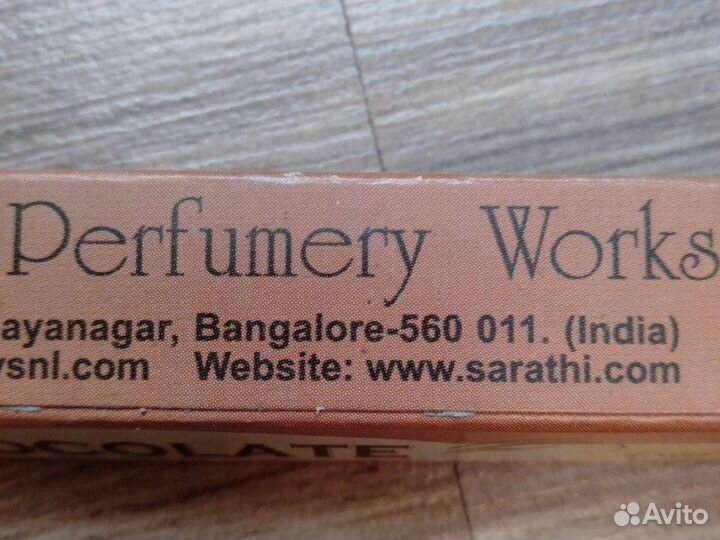 Perfumery Works
ayanagar, Bangalore-560 011. (India)
vsnl.com Website: www.sarathi.com
OCOLATE
Avito